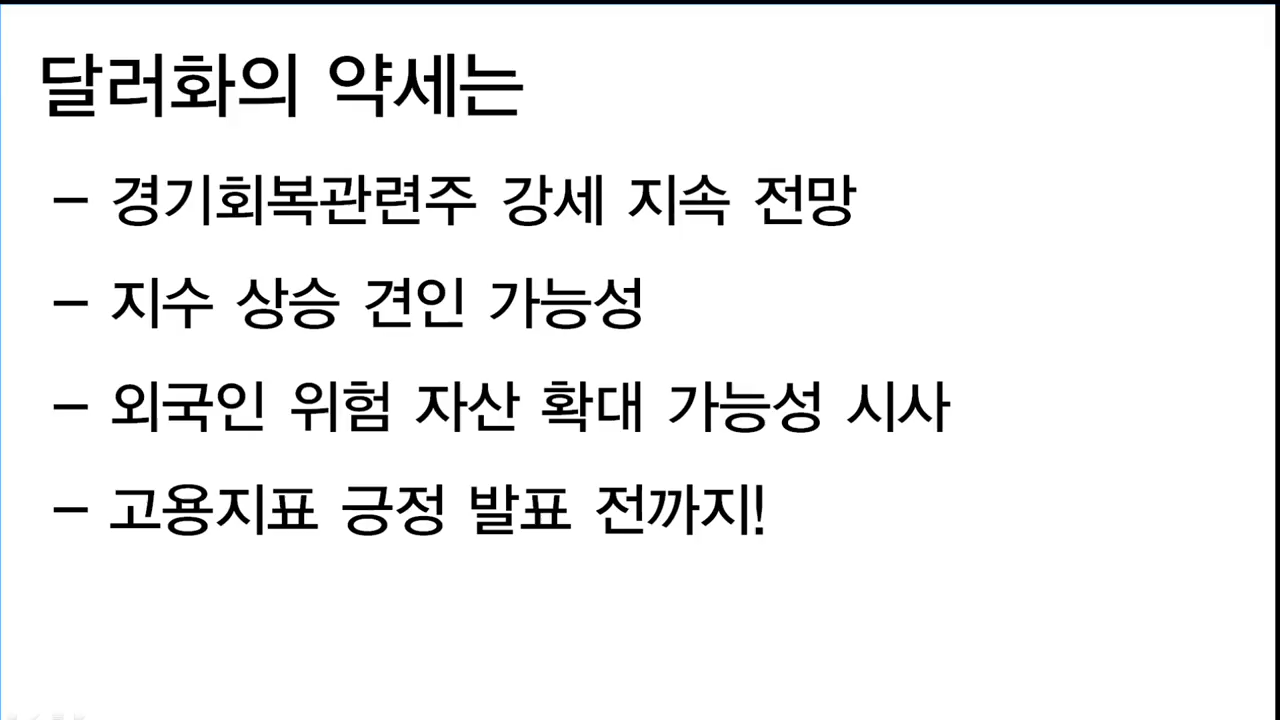 달러화의 약세는
– 경기회복관련주 강세 지속 전망
– 지수 상승 견인 가능성
– 외국인 위험 자산 확대 가능성 시사
– 고용지표 긍정 발표 전까지!